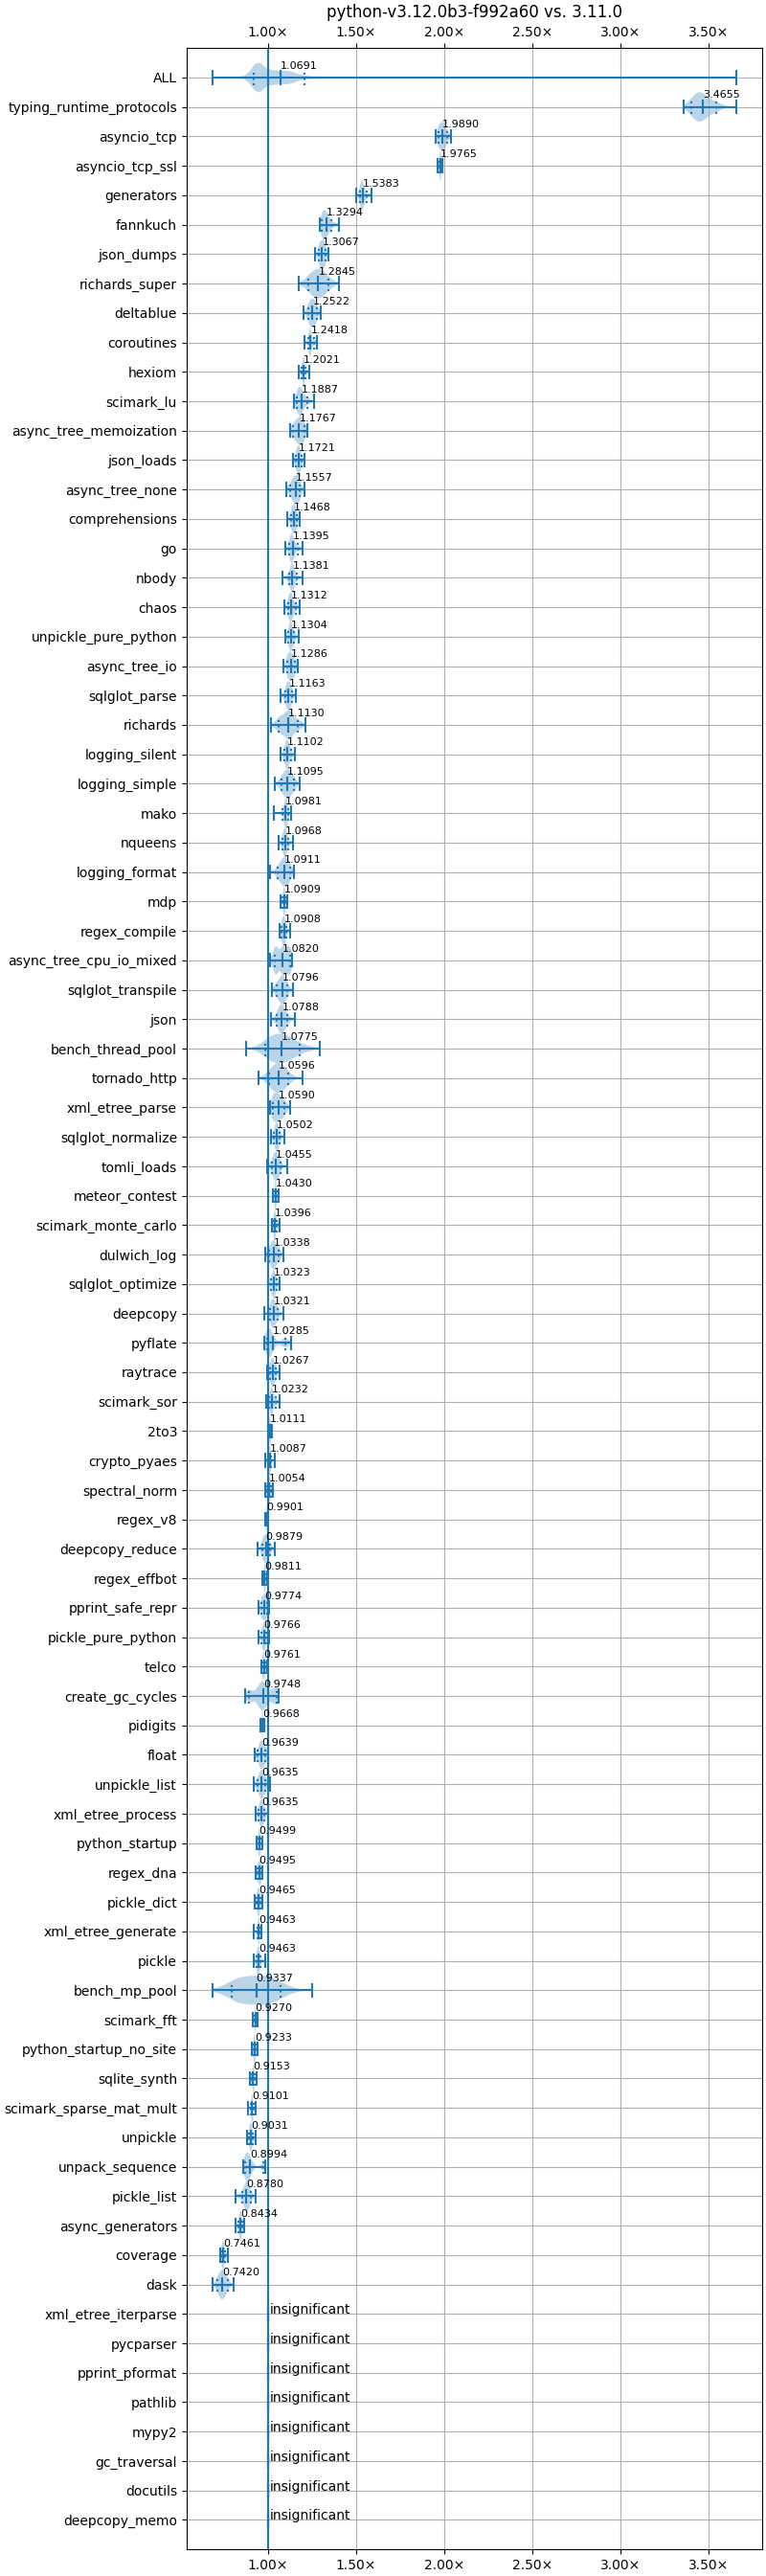 python-v3.12.0b3-f992a60 vs. 3.11.0
1.00× 1.50× 2.00× 2.50× 3.00× 3.50×
ALL 1.0691
typing_runtime_protocols 3.4655
asyncio_tcp 1.9890
asyncio_tcp_ssl 1.9765
generators 1.5383
fannkuch 1.3294
json_dumps 1.3067
richards_super 1.2845
deltablue 1.2522
coroutines 1.2418
hexiom 1.2021
scimark_lu 1.1887
async_tree_memoization 1.1767
json_loads 1.1721
async_tree_none 1.1557
comprehensions 1.1468
go 1.1395
nbody 1.1381
chaos 1.1312
unpickle_pure_python 1.1304
async_tree_io 1.1286
sqlglot_parse 1.1163
richards 1.1130
logging_silent 1.1102
logging_simple 1.1095
mako 1.0981
nqueens 1.0968
logging_format 1.0911
mdp 1.0909
regex_compile 1.0908
async_tree_cpu_io_mixed 1.0820
sqlglot_transpile 1.0796
json 1.0788
bench_thread_pool 1.0775
tornado_http 1.0596
xml_etree_parse 1.0590
sqlglot_normalize 1.0502
tomli_loads 1.0455
meteor_contest 1.0430
scimark_monte_carlo 1.0396
dulwich_log 1.0338
sqlglot_optimize 1.0323
deepcopy 1.0321
pyflate 1.0285
raytrace 1.0267
scimark_sor 1.0232
2to3 1.0111
crypto_pyaes 1.0087
spectral_norm 1.0054
regex_v8 0.9901
deepcopy_reduce 0.9879
regex_effbot 0.9811
pprint_safe_repr 0.9774
pickle_pure_python 0.9766
telco 0.9761
create_gc_cycles 0.9748
pidigits 0.9668
float 0.9639
unpickle_list 0.9635
xml_etree_process 0.9635
python_startup 0.9499
regex_dna 0.9495
pickle_dict 0.9465
xml_etree_generate 0.9463
pickle 0.9463
bench_mp_pool 0.9337
scimark_fft 0.9270
python_startup_no_site 0.9233
sqlite_synth 0.9153
scimark_sparse_mat_mult 0.9101
unpickle 0.9031
unpack_sequence 0.8994
pickle_list 0.8780
async_generators 0.8434
coverage 0.7461
dask 0.7420
xml_etree_iterparse insignificant
pycparser insignificant
pprint_pformat insignificant
pathlib insignificant
mypy2 insignificant
gc_traversal insignificant
docutils insignificant
deepcopy_memo insignificant
1.00× 1.50× 2.00× 2.50× 3.00× 3.50×